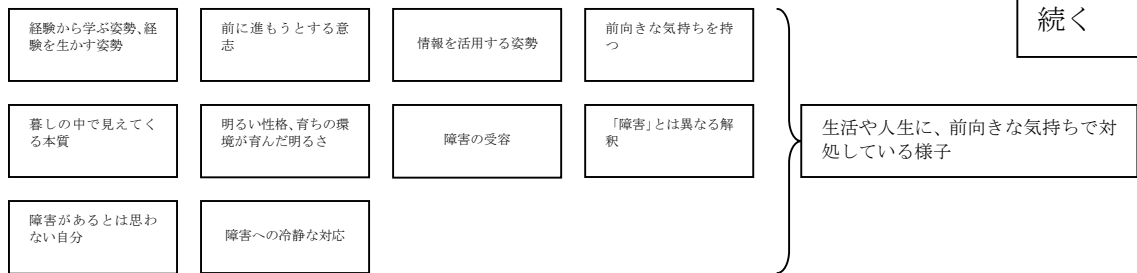 続く
経験から学ぶ姿勢、経
験を生かす姿勢
前に進もうとする意
志
情報を活用する姿勢
前向きな気持ちを持
つ
暮しの中で見えてく
る本質
明るい性格、育ちの環
境が育んだ明るさ
障害の受容
「障害」とは異なる解
釈
生活や人生に、前向きな気持ちで対
処している様子
障害があるとは思わ
ない自分
障害への冷静な対応